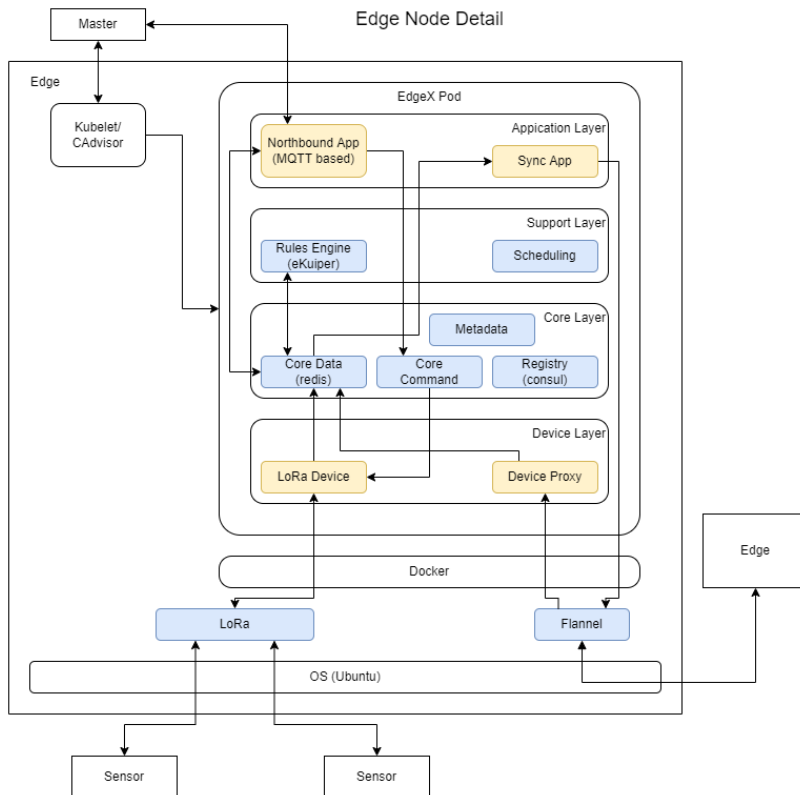 Edge Node Detail
Master
Edge
Kubelet/
CAdvisor
EdgeX Pod
Appication Layer
Northbound App
(MQTT based)
Sync App
Support Layer
Rules Engine
(eKuiper)
Scheduling
Core Layer
Metadata
Core Data
(redis)
Core
Command
Registry
(consul)
Device Layer
LoRa Device
Device Proxy
Docker
Edge
LoRa
Flannel
OS (Ubuntu)
Sensor
Sensor